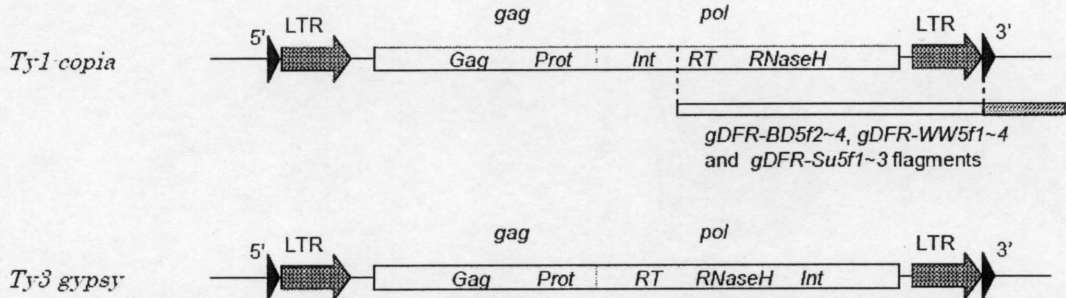 gag pol
5' LTR LTR 3'
Ty1 copia Gag Prot Int RT RNaseH
gDFR-BD5f2~4, gDFR-WW5f1~4
and gDFR-Su5f1~3 flagments
gag pol
5' LTR LTR 3'
Ty3 gypsy Gag Prot RT RNaseH Int